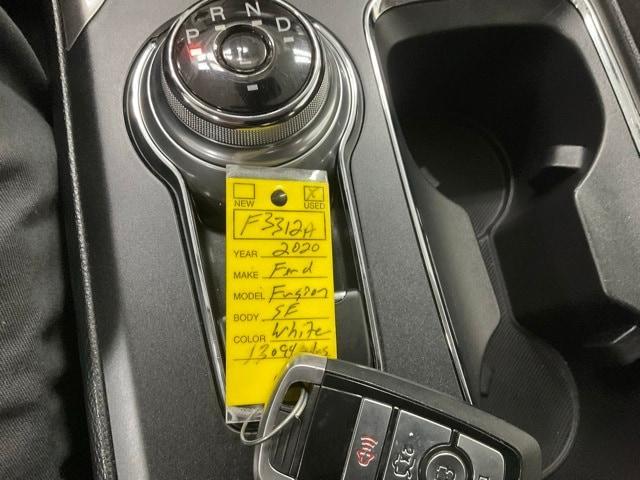 P R N D
L
NEW USED
F3312A
YEAR 2020
MAKE Ford
MODEL Fusion
BODY SE
COLOR White